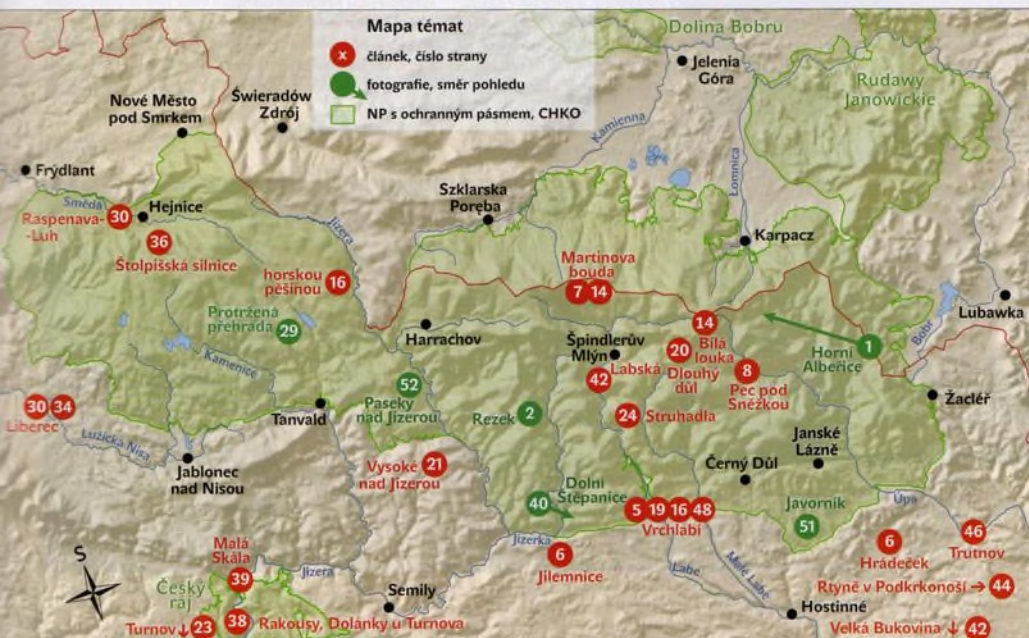 Mapa témat
x článek, číslo strany
fotografie, směr pohledu
NP s ochranným pásmem, CHKO
Dolina Bobru
Jelenia
Góra
Rudawy
Janowickie
Nové Město
pod Smrkem
Świeradów
Zdrój
Kamienna
Łomnica
Frýdlant
Szklarska
Poręba
Smědá
Raspenava-
-Luh
30
Hejnice
36
Štolpišská silnice
Jizera
Karpacz
horskou
pěšinou
16
Martinova
bouda
7 14
Lubawka
Bobr
Protržená
přehrada
29
Harrachov
Špindlerův
Mlýn
14
Bílá
louka
1
Horní
Albeřice
Kamenice
42
Labská
20
Dlouhý
důl
8
Pec pod
Sněžkou
Žacléř
52
Paseky
nad Jizerou
Rezek
2
24
Struhadla
30 34
Liberec
Tanvald
Lužická Nisa
Jablonec
nad Nisou
Vysoké
nad Jizerou
21
Janské
Lázně
Černý Důl
Dolní
Štěpanice
40
5 19 16 48
Vrchlabí
Javorník
51
Úpa
46
Trutnov
Jizerka
6
Jilemnice
6
Hrádeček
S
Malá
Skála
39
Jizera
Labe
Malé Labe
Rtyně v Podkrkonoší → 44
Český
ráj
Semily
Hostinné
Turnov ↓ 23
38
Rakousy, Dolánky u Turnova
Velká Bukovina ↓ 42